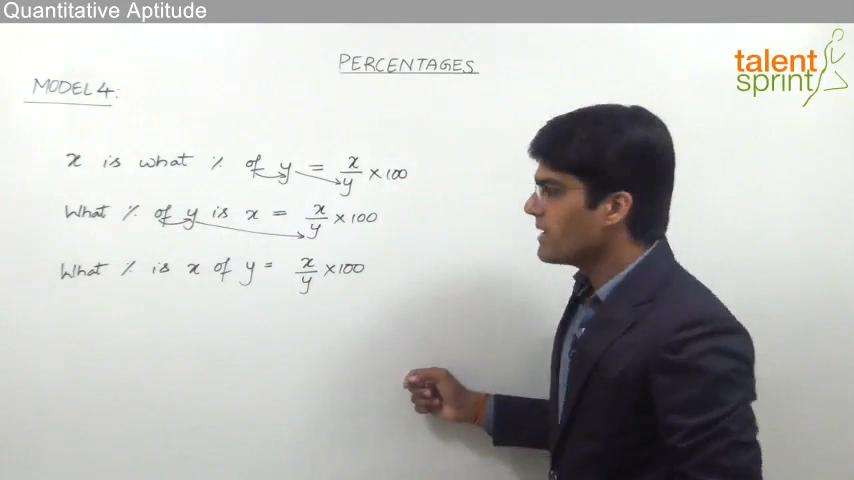 Quantitative Aptitude
PERCENTAGES
talent
sprint
MODEL 4:
x is what % of y = x/y × 100
What % of y is x = x/y × 100
What % is x of y = x/y × 100